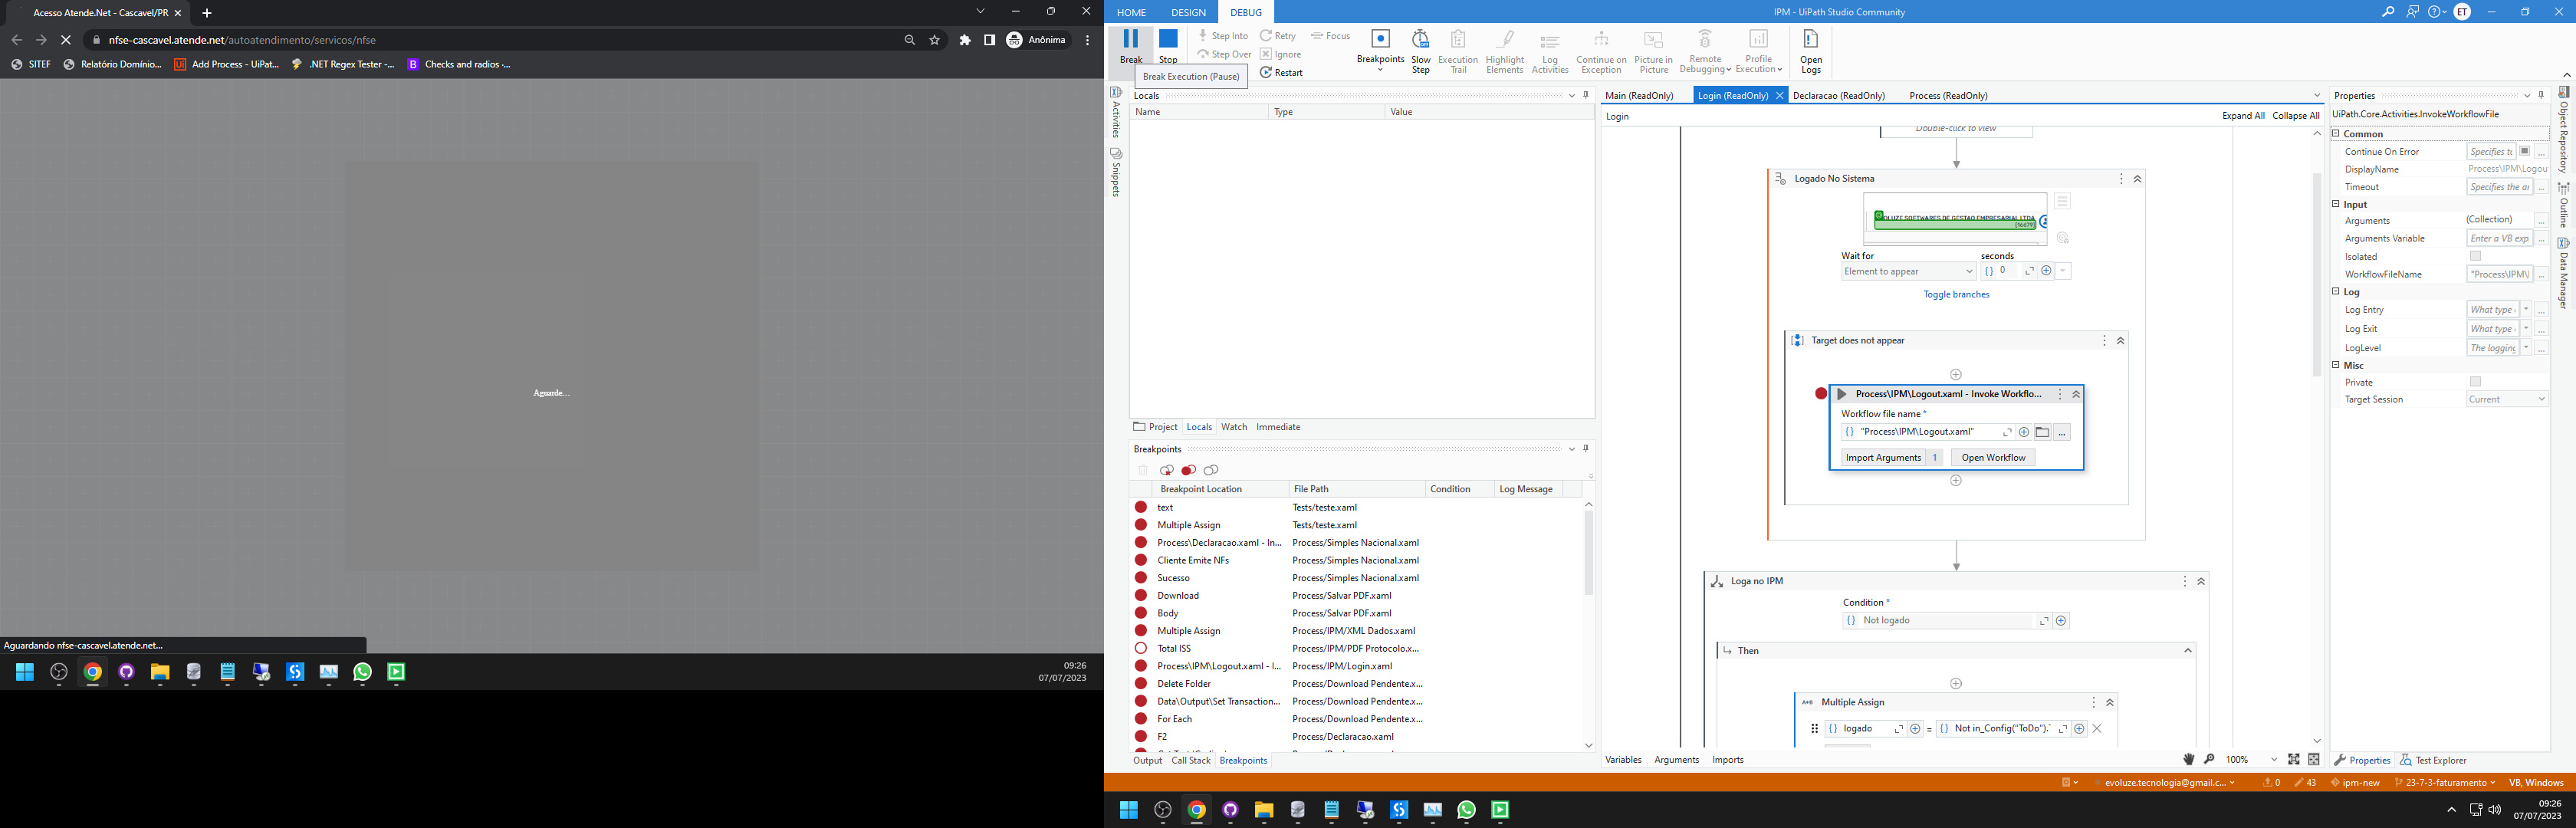 Acesso Atende.Net - Cascavel/PR
nfse-cascavel.atende.net/autoatendimento/servicos/nfse
Anônima
SITEF
Relatório Domínio...
Add Process - UiPat...
.NET Regex Tester -...
Checks and radios ·...
Aguarde...
Aguardando nfse-cascavel.atende.net...
09:26
07/07/2023
HOME DESIGN DEBUG
IPM - UiPath Studio Community
ET
Break
Stop
Step Into
Step Over
Retry
Ignore
Restart
Focus
Breakpoints
Slow Step
Execution Trail
Highlight Elements
Log Activities
Continue on Exception
Picture in Picture
Remote Debugging
Profile Execution
Open Logs
Break Execution (Pause)
Activities
Snippets
Locals
Name Type Value
Project Locals Watch Immediate
Breakpoints
Breakpoint Location File Path Condition Log Message
text Tests/teste.xaml
Multiple Assign Tests/teste.xaml
Process\Declaracao.xaml - In... Process/Simples Nacional.xaml
Cliente Emite NFs Process/Simples Nacional.xaml
Sucesso Process/Simples Nacional.xaml
Download Process/Salvar PDF.xaml
Body Process/Salvar PDF.xaml
Multiple Assign Process/IPM/XML Dados.xaml
Total ISS Process/IPM/PDF Protocolo.x...
Process\IPM\Logout.xaml - I... Process/IPM/Login.xaml
Delete Folder Process/Download Pendente.x...
Data\Output\Set Transaction... Process/Download Pendente.x...
For Each Process/Download Pendente.x...
F2 Process/Declaracao.xaml
Output Call Stack Breakpoints
Main (ReadOnly) Login (ReadOnly) Declaracao (ReadOnly) Process (ReadOnly)
Login
Expand All Collapse All
Double-click to view
Logado No Sistema
OLUZE SOFTWARES DE GESTAO EMPRESARIAL LTDA
(56679)
Wait for seconds
Element to appear 0
Toggle branches
Target does not appear
Process\IPM\Logout.xaml - Invoke Workflo...
Workflow file name *
"Process\IPM\Logout.xaml"
...
Import Arguments 1 Open Workflow
Loga no IPM
Condition *
Not logado
Then
Multiple Assign
logado = Not in_Config("ToDo").
Variables Arguments Imports
100%
Properties
UiPath.Core.Activities.InvokeWorkflowFile
Common
Continue On Error Specifies t
DisplayName Process\IPM\Logou
Timeout Specifies the ar
Input
Arguments (Collection)
Arguments Variable Enter a VB exp
Isolated
WorkflowFileName "Process\IPM\
Log
Log Entry What type
Log Exit What type
LogLevel The logging
Misc
Private
Target Session Current
Properties Test Explorer
Object Repository
Outline
Data Manager
evoluze.tecnologia@gmail.c...
0
43
ipm-new
23-7-3-faturamento
VB, Windows
09:26
07/07/2023